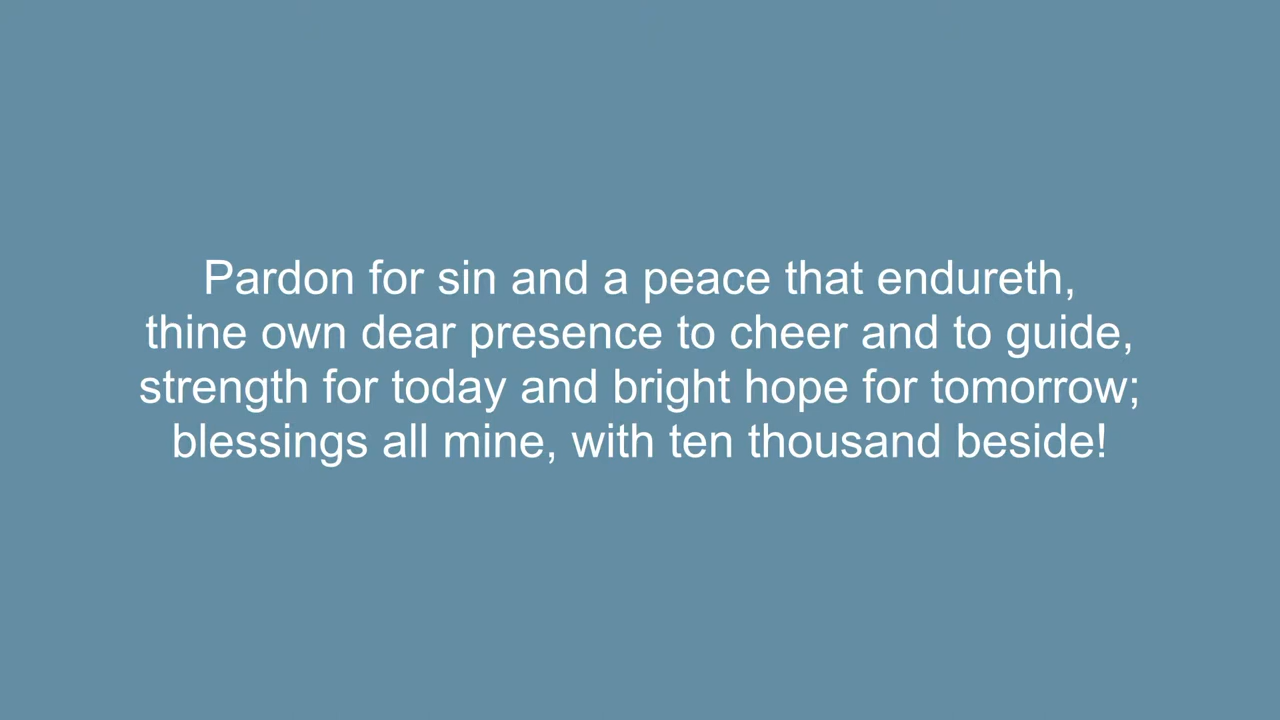 Pardon for sin and a peace that endureth,
thine own dear presence to cheer and to guide,
strength for today and bright hope for tomorrow;
blessings all mine, with ten thousand beside!